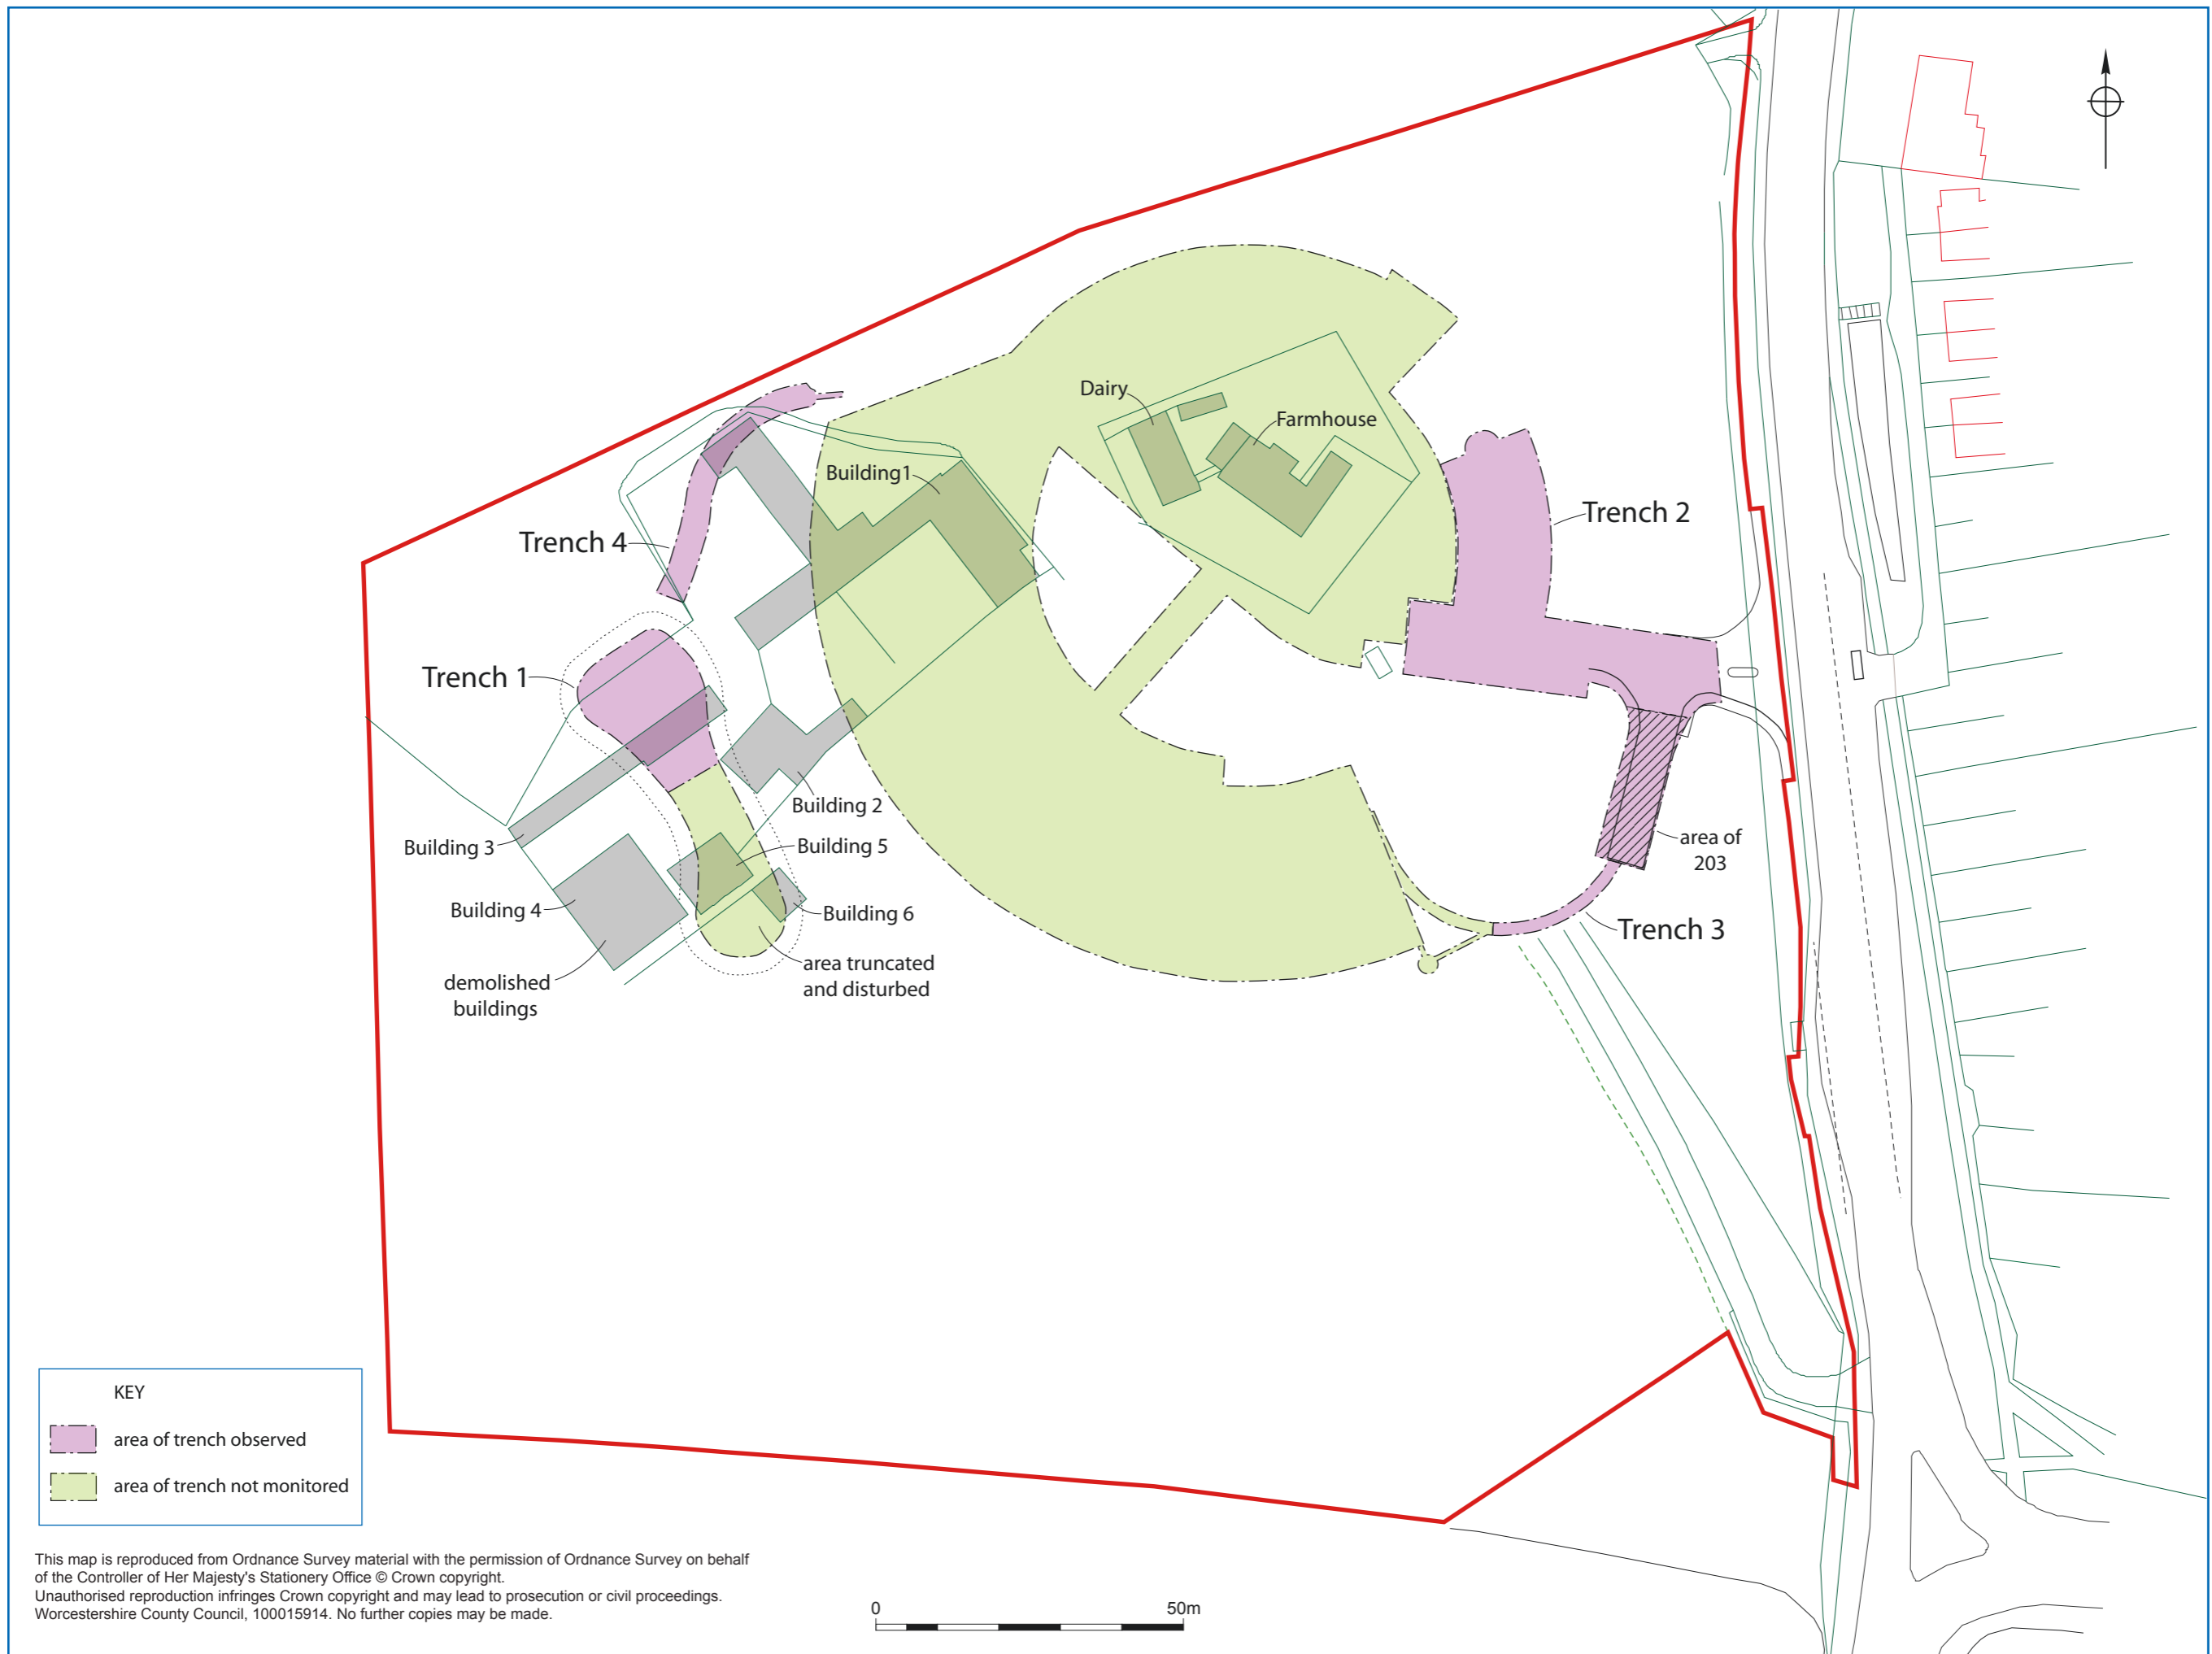 Dairy
Farmhouse
Building1
Trench 2
Trench 4
Trench 1
Building 2
Building 3
Building 5
area of
203
Building 4
Building 6
Trench 3
area truncated
and disturbed
demolished
buildings
KEY
area of trench observed
area of trench not monitored
This map is reproduced from Ordnance Survey material with the permission of Ordnance Survey on behalf
of the Controller of Her Majesty's Stationery Office © Crown copyright.
Unauthorised reproduction infringes Crown copyright and may lead to prosecution or civil proceedings.
Worcestershire County Council, 100015914. No further copies may be made.
0 50m